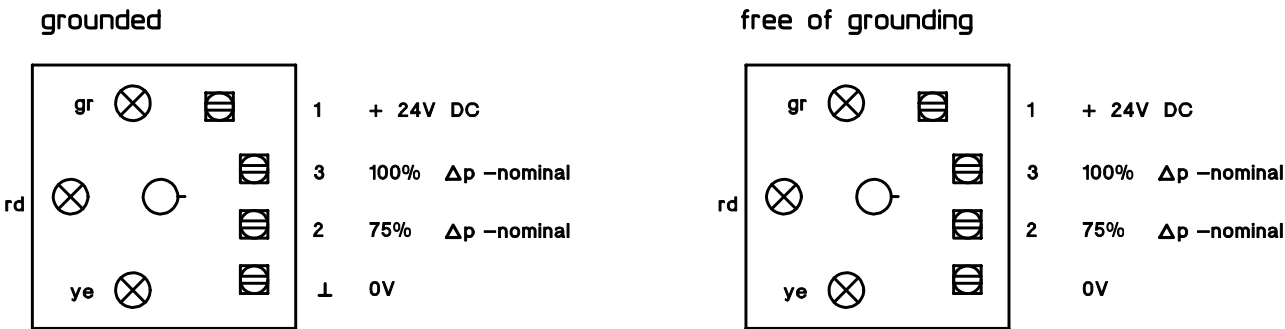 grounded
gr
1 + 24V DC
3 100% Δp –nominal
rd
2 75% Δp –nominal
ye
⊥ 0V
free of grounding
gr
1 + 24V DC
3 100% Δp –nominal
rd
2 75% Δp –nominal
ye
0V